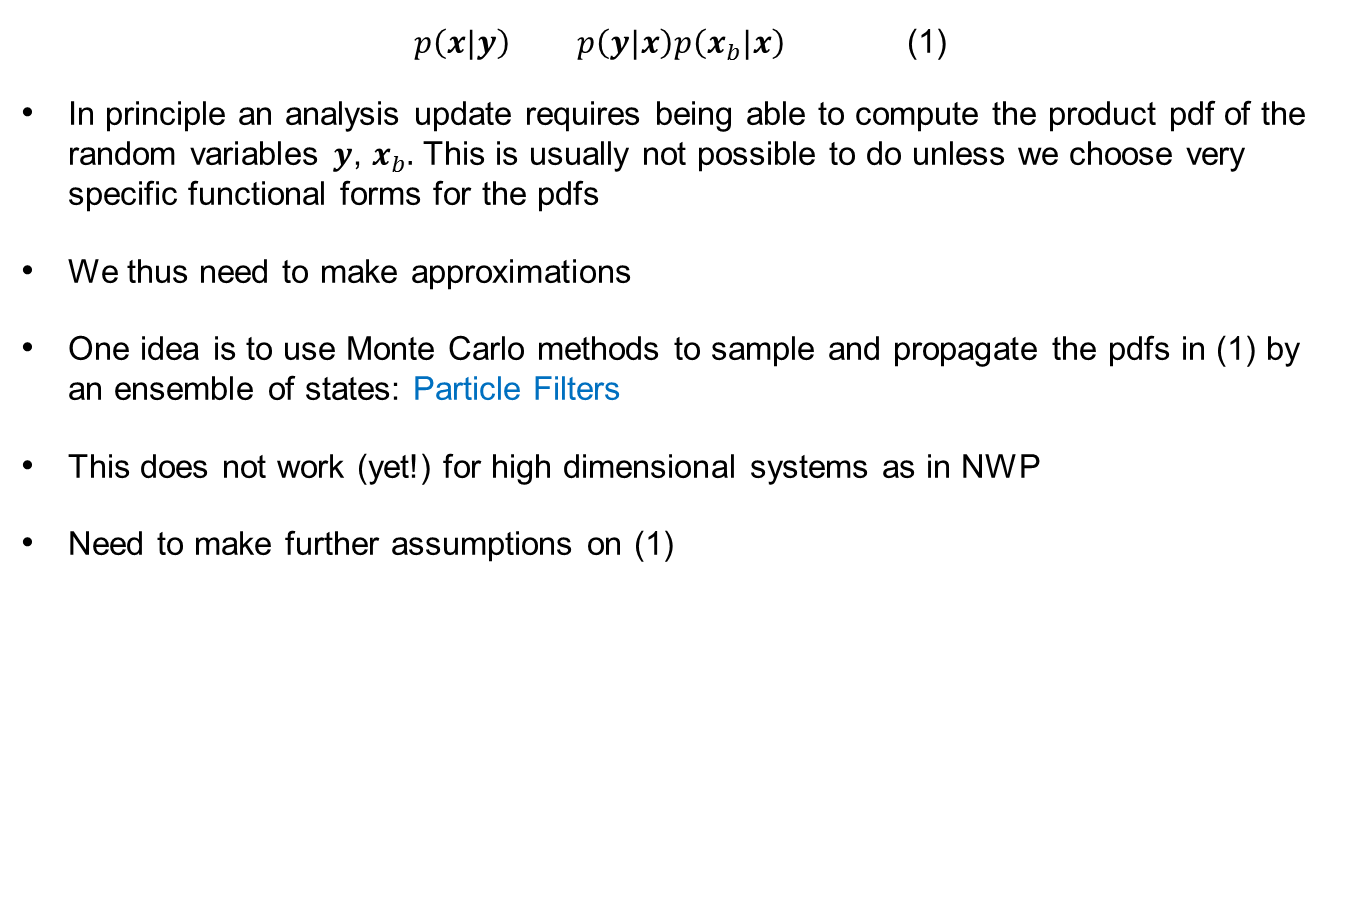 p(x|y) p(y|x)p(x_b|x) (1)
• In principle an analysis update requires being able to compute the product pdf of the
random variables y, x_b. This is usually not possible to do unless we choose very
specific functional forms for the pdfs
• We thus need to make approximations
• One idea is to use Monte Carlo methods to sample and propagate the pdfs in (1) by
an ensemble of states: Particle Filters
• This does not work (yet!) for high dimensional systems as in NWP
• Need to make further assumptions on (1)